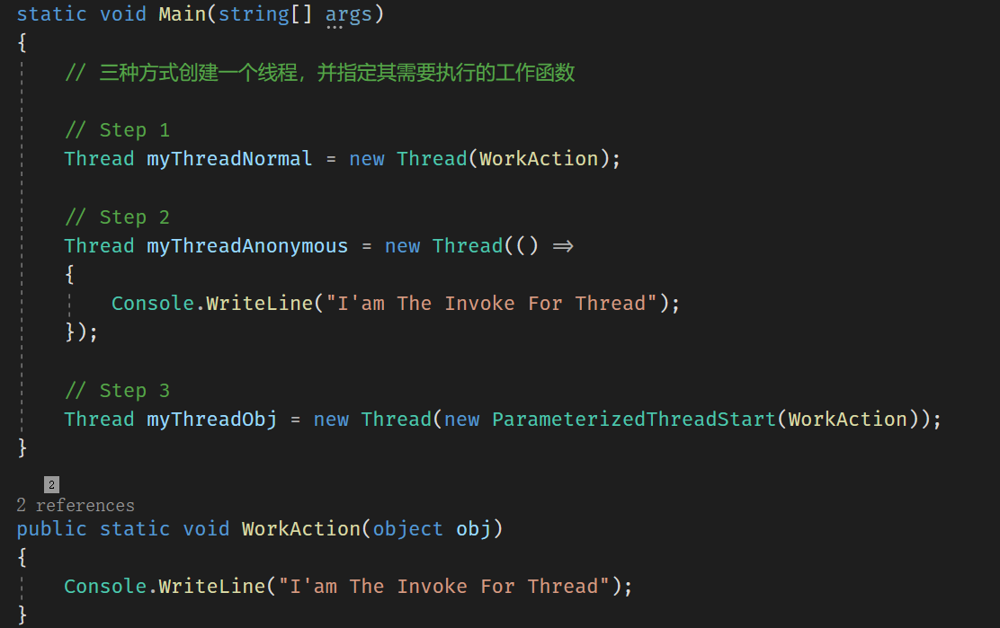 static void Main(string[] args)
{
// 三种方式创建一个线程，并指定其需要执行的工作函数
// Step 1
Thread myThreadNormal = new Thread(WorkAction);
// Step 2
Thread myThreadAnonymous = new Thread(() =>
{
Console.WriteLine("I'am The Invoke For Thread");
});
// Step 3
Thread myThreadObj = new Thread(new ParameterizedThreadStart(WorkAction));
}
2
2 references
public static void WorkAction(object obj)
{
Console.WriteLine("I'am The Invoke For Thread");
}